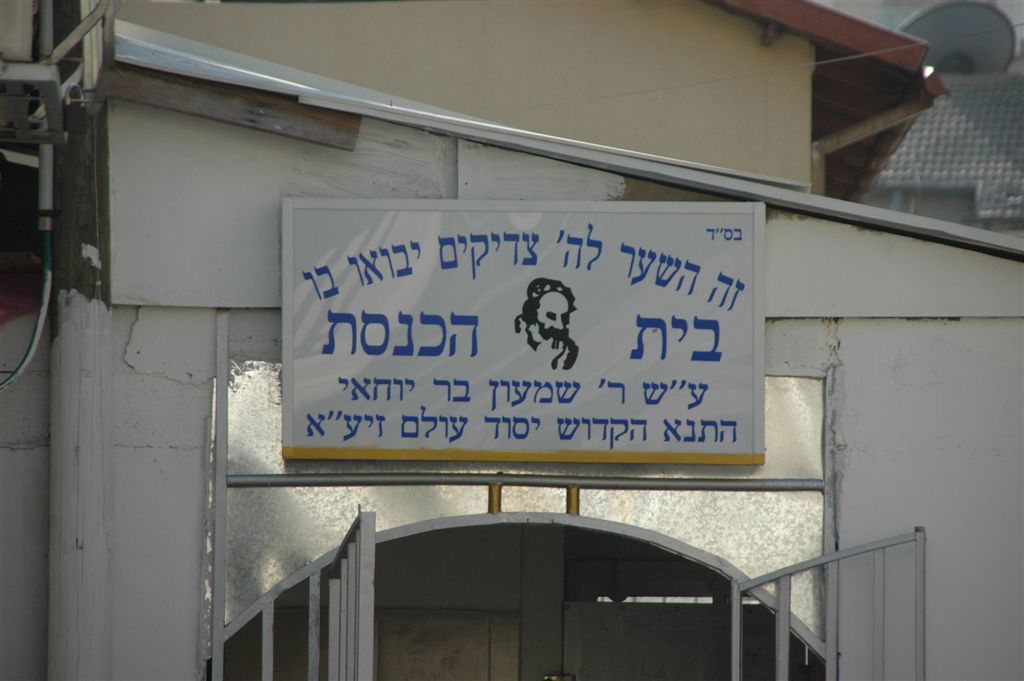 בס״ד
זה השער לה׳ צדיקים יבואו בו
בית הכנסת
ע״ש ר׳ שמעון בר יוחאי
התנא הקדוש יסוד עולם זיע״א